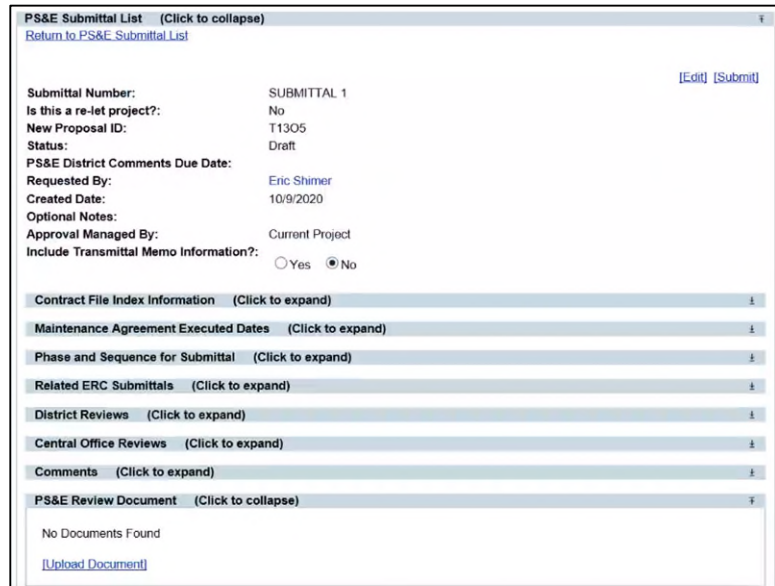 PS&E Submittal List (Click to collapse)
Return to PS&E Submittal List
[Edit] [Submit]
Submittal Number: SUBMITTAL 1
Is this a re-let project?: No
New Proposal ID: T13O5
Status: Draft
PS&E District Comments Due Date:
Requested By: Eric Shimer
Created Date: 10/9/2020
Optional Notes:
Approval Managed By: Current Project
Include Transmittal Memo Information?:
Yes No
Contract File Index Information (Click to expand)
Maintenance Agreement Executed Dates (Click to expand)
Phase and Sequence for Submittal (Click to expand)
Related ERC Submittals (Click to expand)
District Reviews (Click to expand)
Central Office Reviews (Click to expand)
Comments (Click to expand)
PS&E Review Document (Click to collapse)
No Documents Found
[Upload Document]